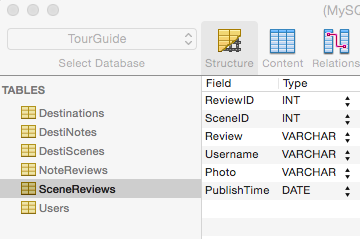 (MySQ
TourGuide
Select Database
Structure
Content
Relations
TABLES
Destinations
DestiNotes
DestiScenes
NoteReviews
SceneReviews
Users
Field Type
ReviewID INT
SceneID INT
Review VARCHAR
Username VARCHAR
Photo VARCHAR
PublishTime DATE